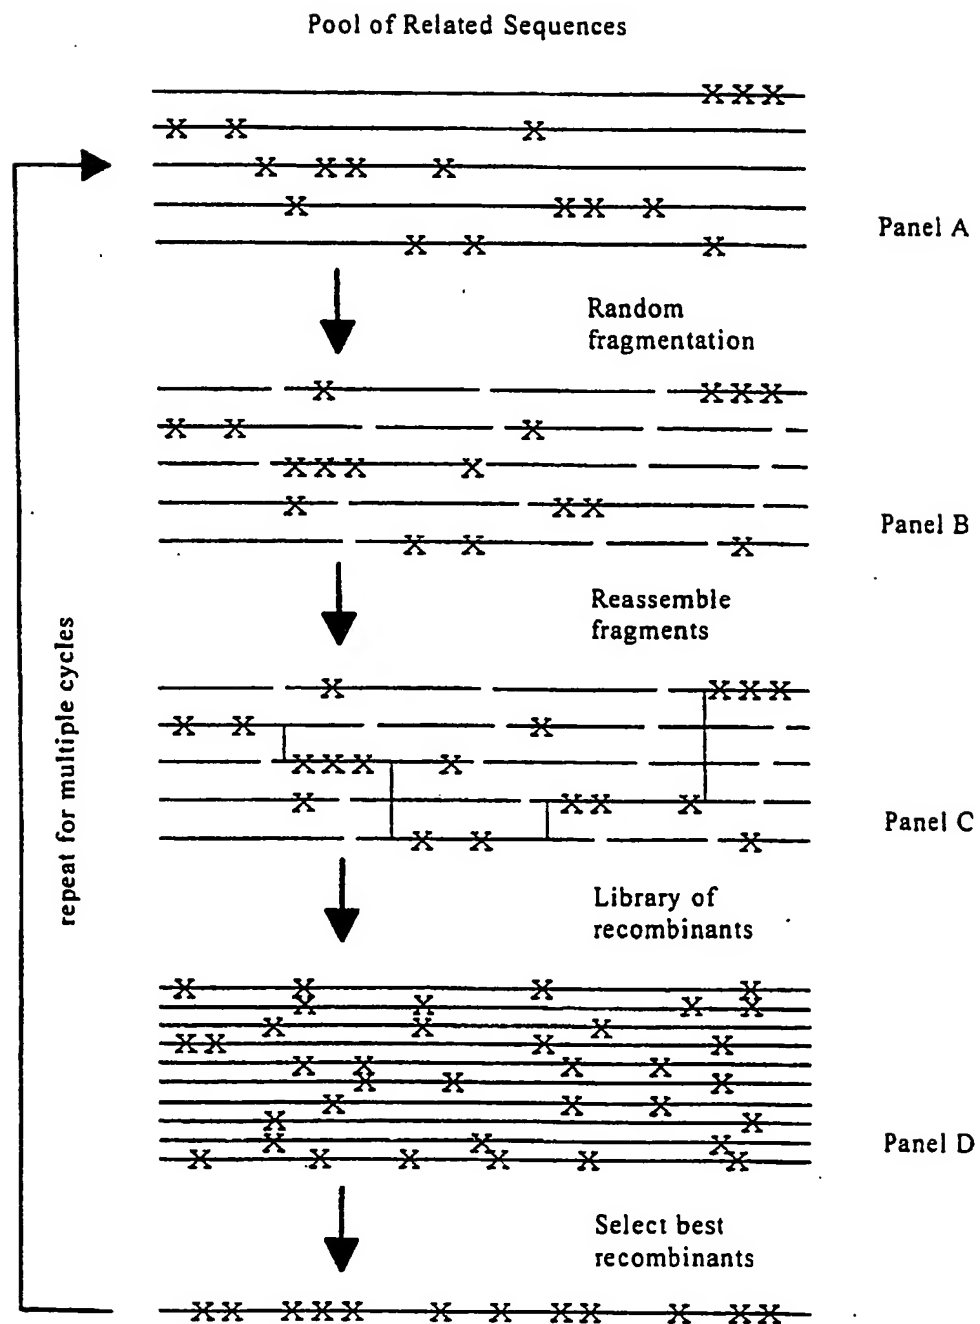 Pool of Related Sequences
Panel A
Random
fragmentation
Panel B
Reassemble
fragments
repeat for multiple cycles
Panel C
Library of
recombinants
Panel D
Select best
recombinants